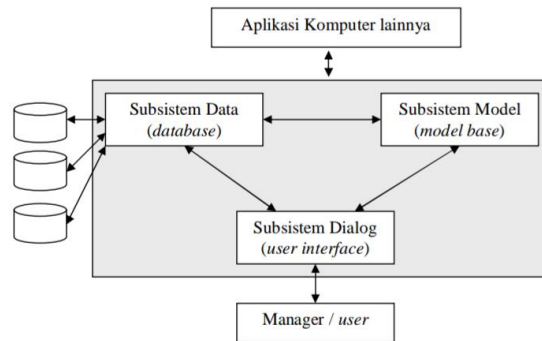 Aplikasi Komputer lainnya
Subsistem Data
(database)
Subsistem Model
(model base)
Subsistem Dialog
(user interface)
Manager / user